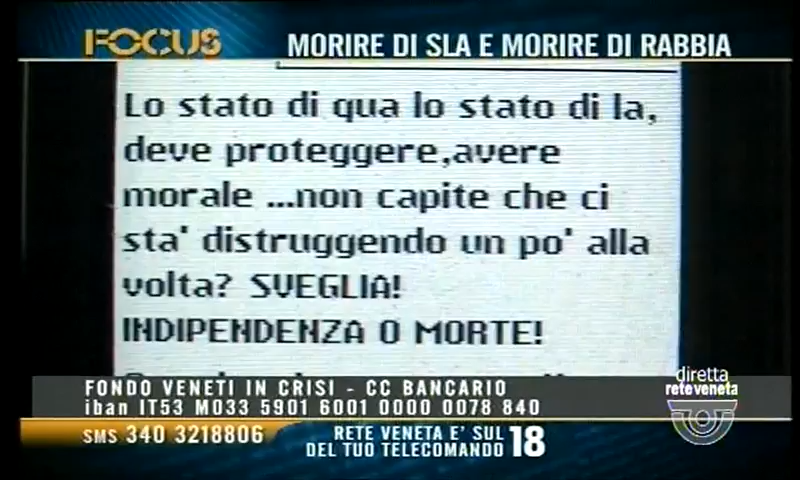 FOCUS
MORIRE DI SLA E MORIRE DI RABBIA
Lo stato di qua lo stato di la,
deve proteggere,avere
morale ...non capite che ci
sta' distruggendo un po' alla
volta? SVEGLIA!
INDIPENDENZA O MORTE!
FONDO VENETI IN CRISI - CC BANCARIO
iban IT53 M033 5901 6001 0000 0078 840
diretta
reteveneta
SMS 340 3218806
RETE VENETA E' SUL
DEL TUO TELECOMANDO 18